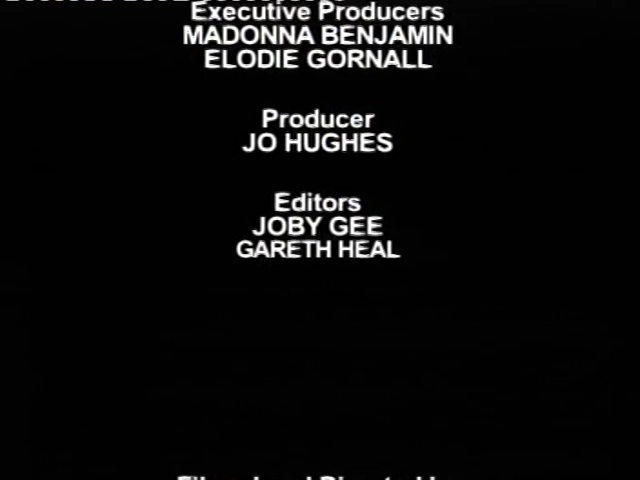 Executive Producers
MADONNA BENJAMIN
ELODIE GORNALL
Producer
JO HUGHES
Editors
JOBY GEE
GARETH HEAL